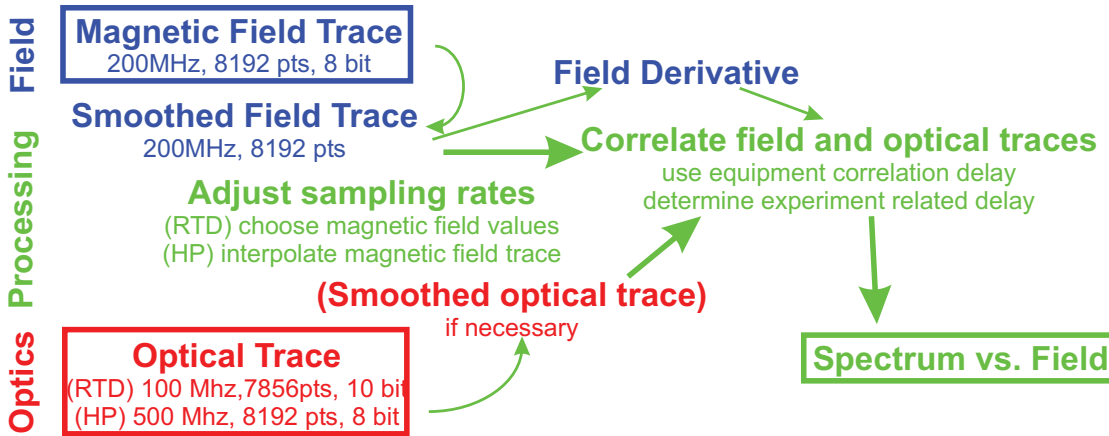 Field
Magnetic Field Trace
200MHz, 8192 pts, 8 bit
Field Derivative
Smoothed Field Trace
200MHz, 8192 pts
Correlate field and optical traces
use equipment correlation delay
determine experiment related delay
Processing
Adjust sampling rates
(RTD) choose magnetic field values
(HP) interpolate magnetic field trace
(Smoothed optical trace)
if necessary
Optics
Optical Trace
(RTD) 100 Mhz,7856pts, 10 bit
(HP) 500 Mhz, 8192 pts, 8 bit
Spectrum vs. Field